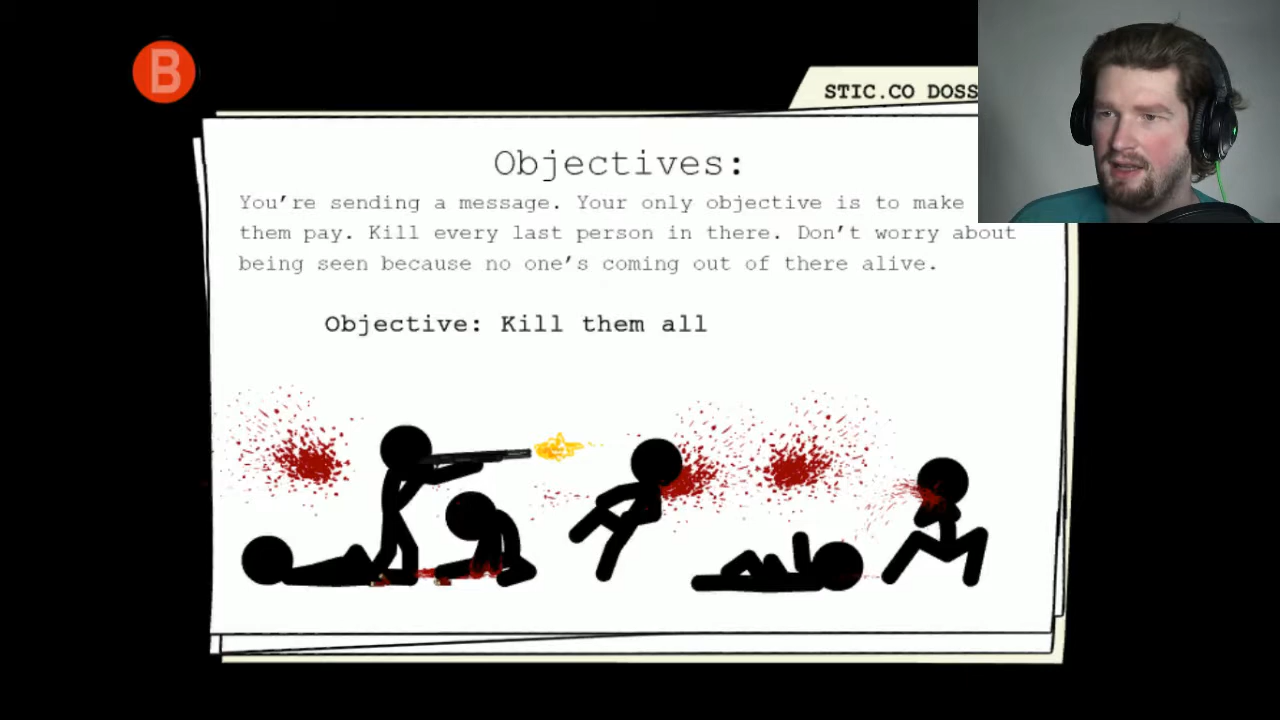 B
STIC.CO DOSS
Objectives:
You're sending a message. Your only objective is to make
them pay. Kill every last person in there. Don't worry about
being seen because no one's coming out of there alive.
Objective: Kill them all